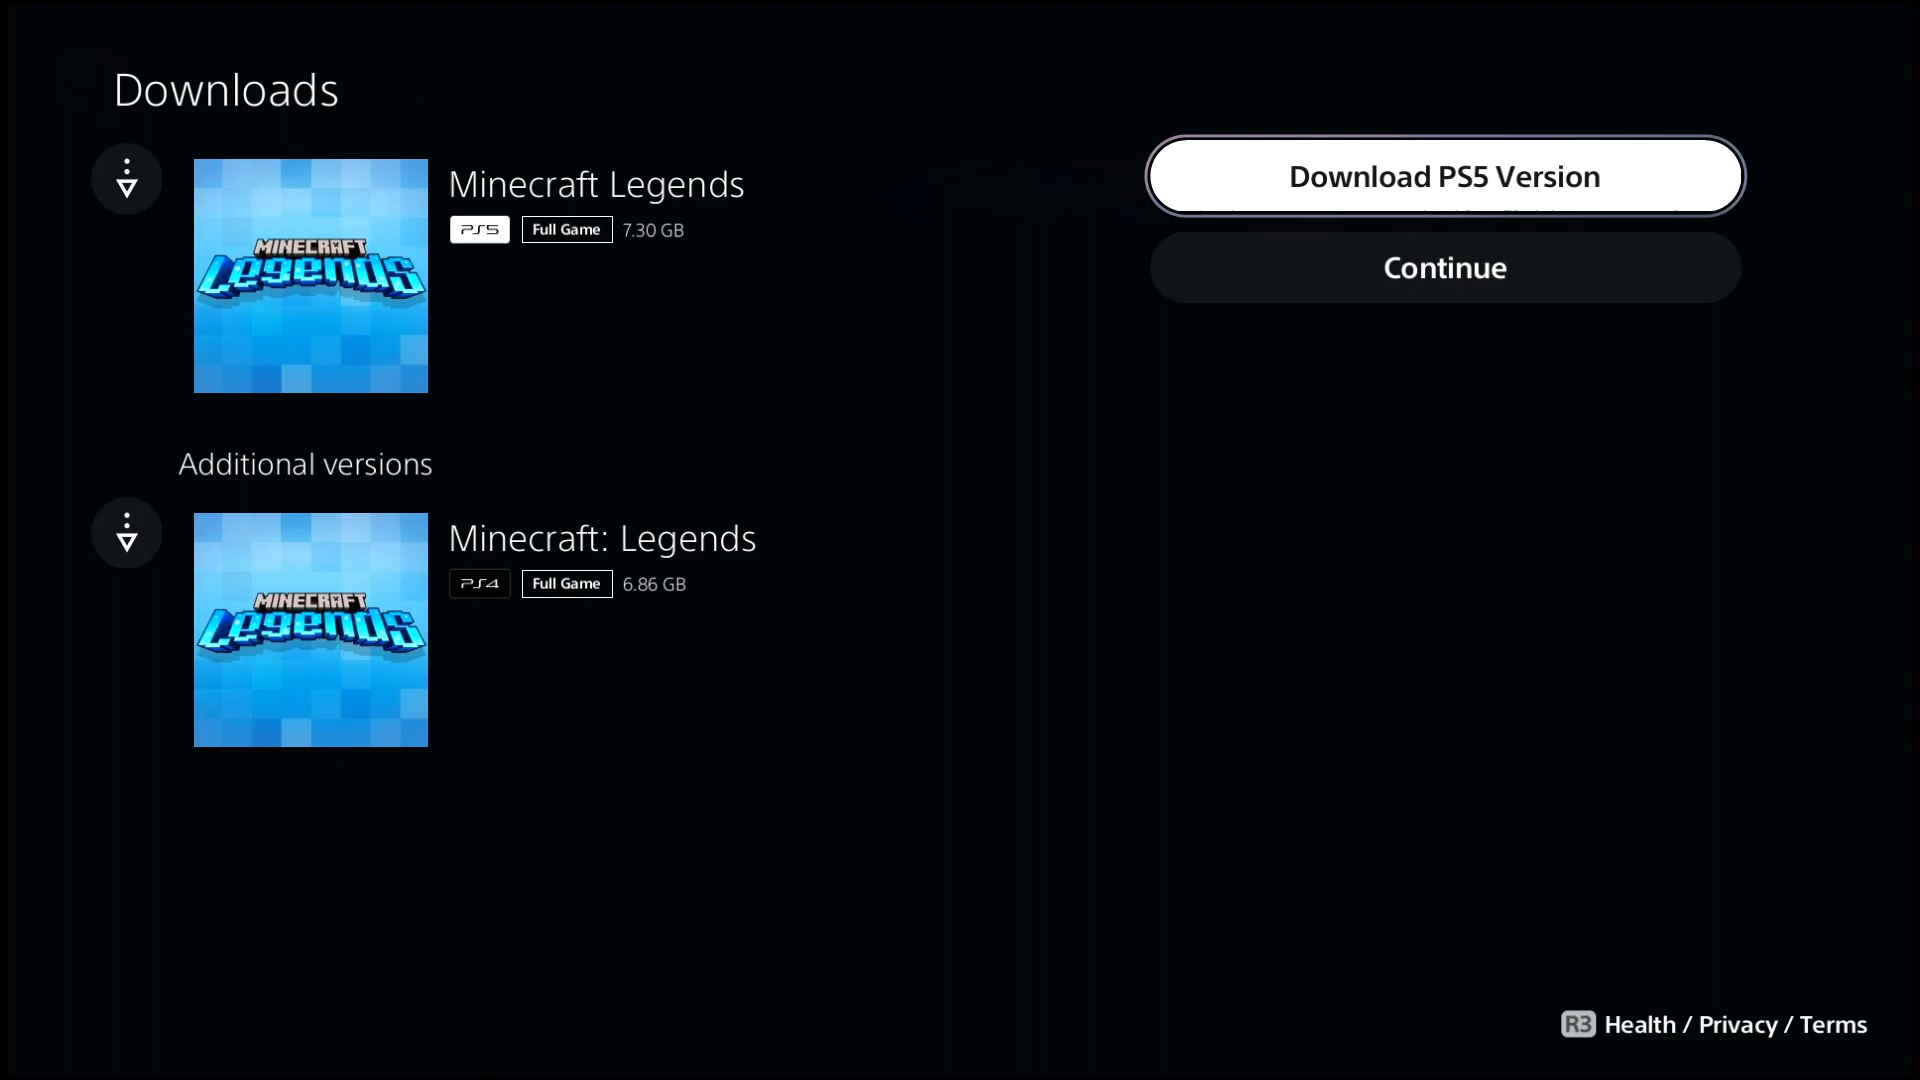 Downloads
MINECRAFT
Legends
Minecraft Legends
PS5 Full Game 7.30 GB
Download PS5 Version
Continue
Additional versions
MINECRAFT
Legends
Minecraft: Legends
PS4 Full Game 6.86 GB
R3 Health / Privacy / Terms